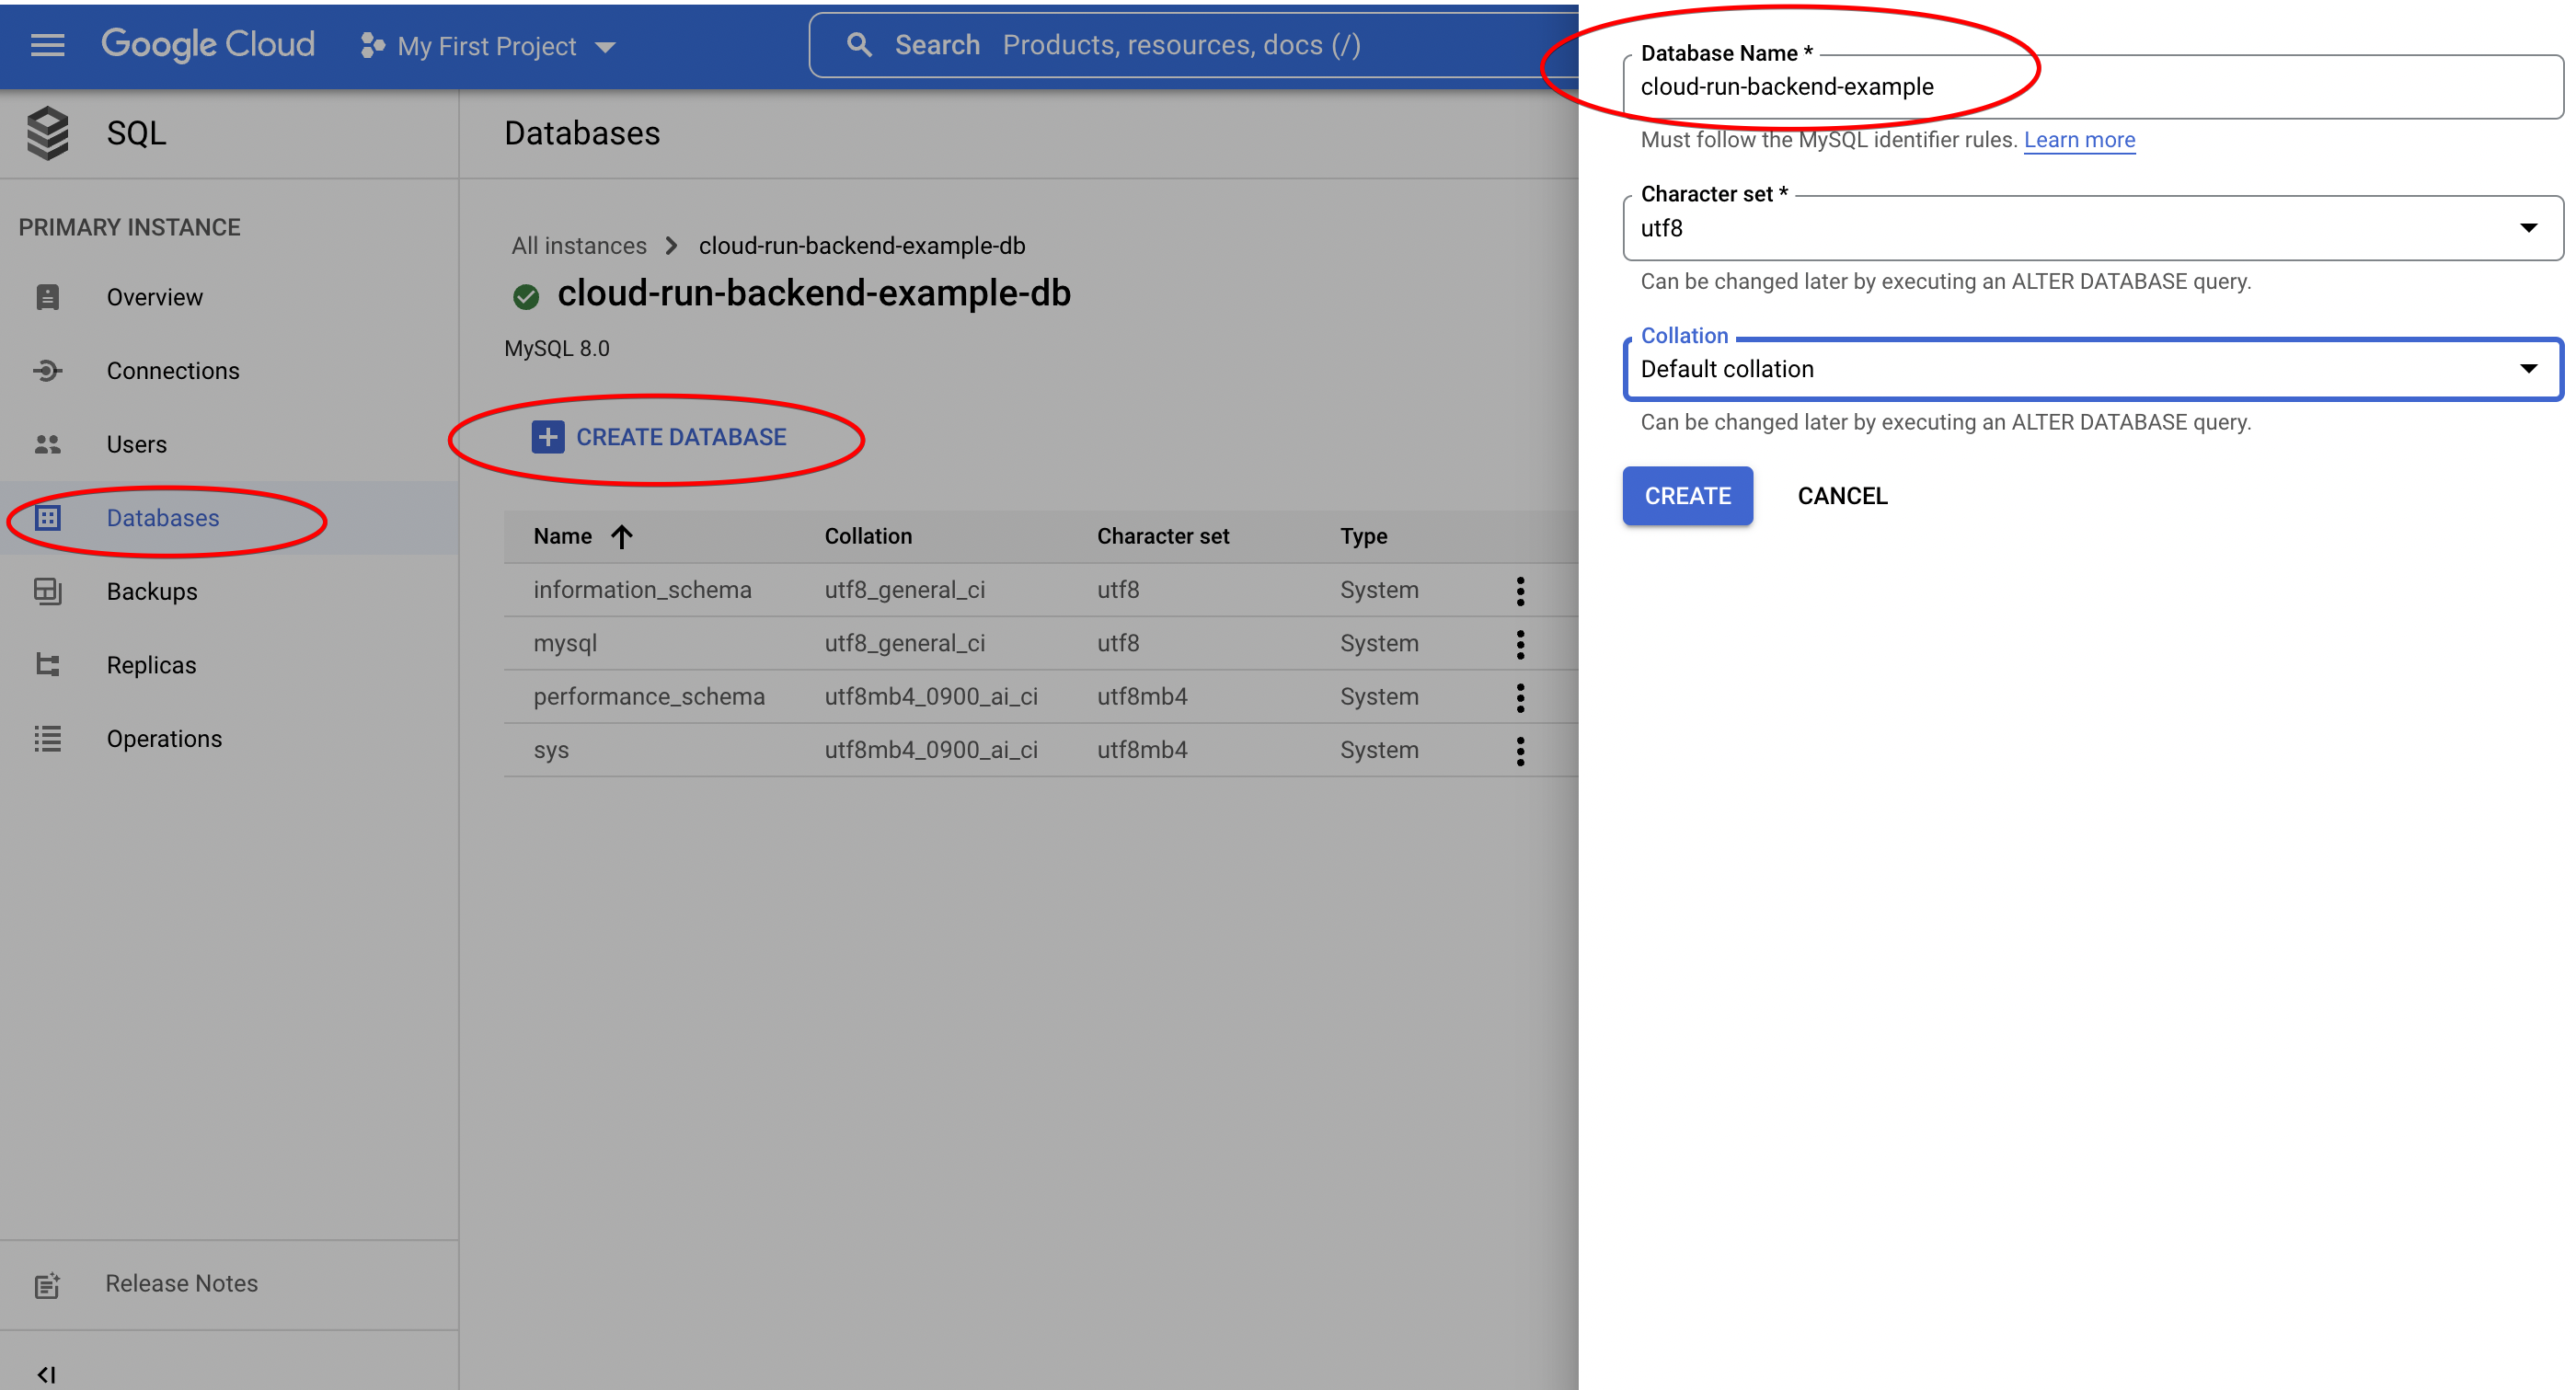 Google Cloud
My First Project
Search Products, resources, docs (/)
SQL
PRIMARY INSTANCE
Overview
Connections
Users
Databases
Backups
Replicas
Operations
Release Notes
Databases
All instances
cloud-run-backend-example-db
cloud-run-backend-example-db
MySQL 8.0
CREATE DATABASE
Name Collation Character set Type
information_schema utf8_general_ci utf8 System
mysql utf8_general_ci utf8 System
performance_schema utf8mb4_0900_ai_ci utf8mb4 System
sys utf8mb4_0900_ai_ci utf8mb4 System
Database Name *
cloud-run-backend-example
Must follow the MySQL identifier rules. Learn more
Character set *
utf8
Can be changed later by executing an ALTER DATABASE query.
Collation
Default collation
Can be changed later by executing an ALTER DATABASE query.
CREATE CANCEL